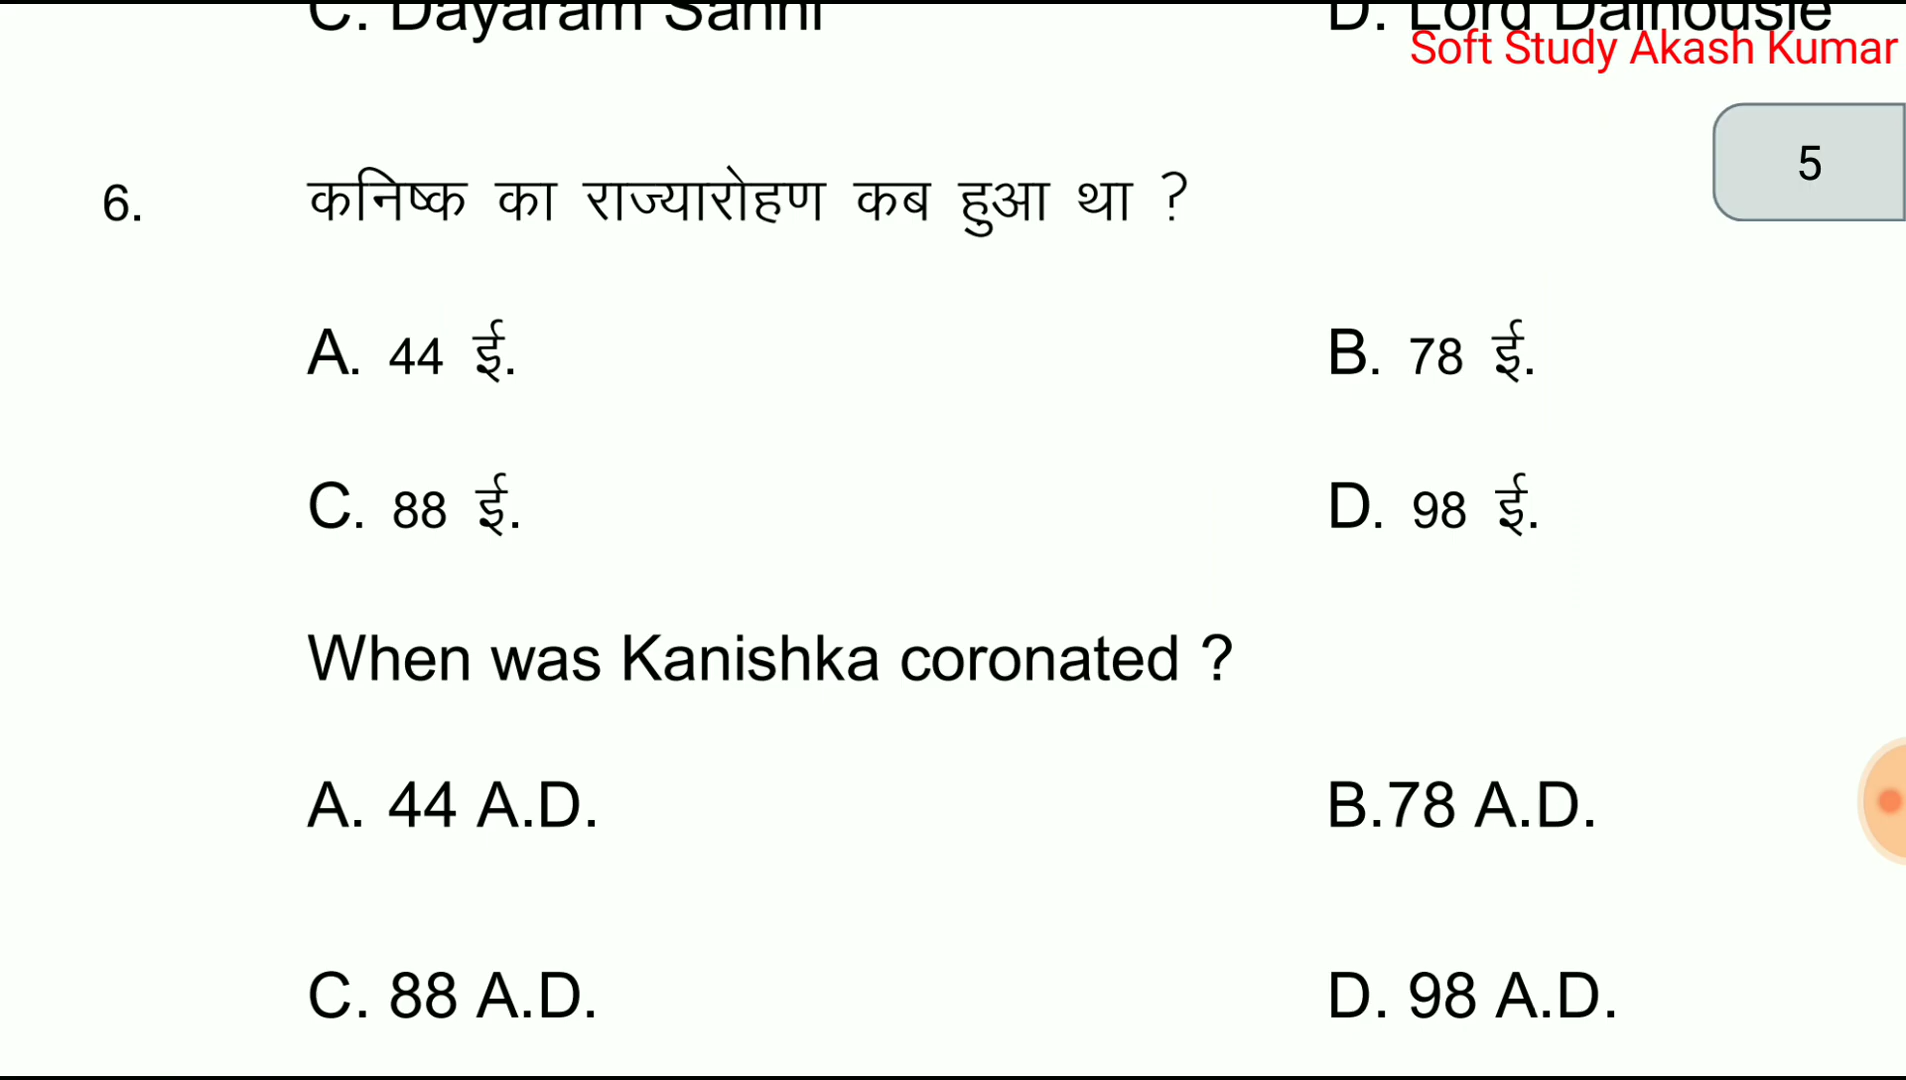 C. Dayaram Sahni
D. Lord Dalhousie
Soft Study Akash Kumar
5
6. कनिष्क का राज्यारोहण कब हुआ था ?
A. 44 ई.
B. 78 ई.
C. 88 ई.
D. 98 ई.
When was Kanishka coronated ?
A. 44 A.D.
B.78 A.D.
C. 88 A.D.
D. 98 A.D.